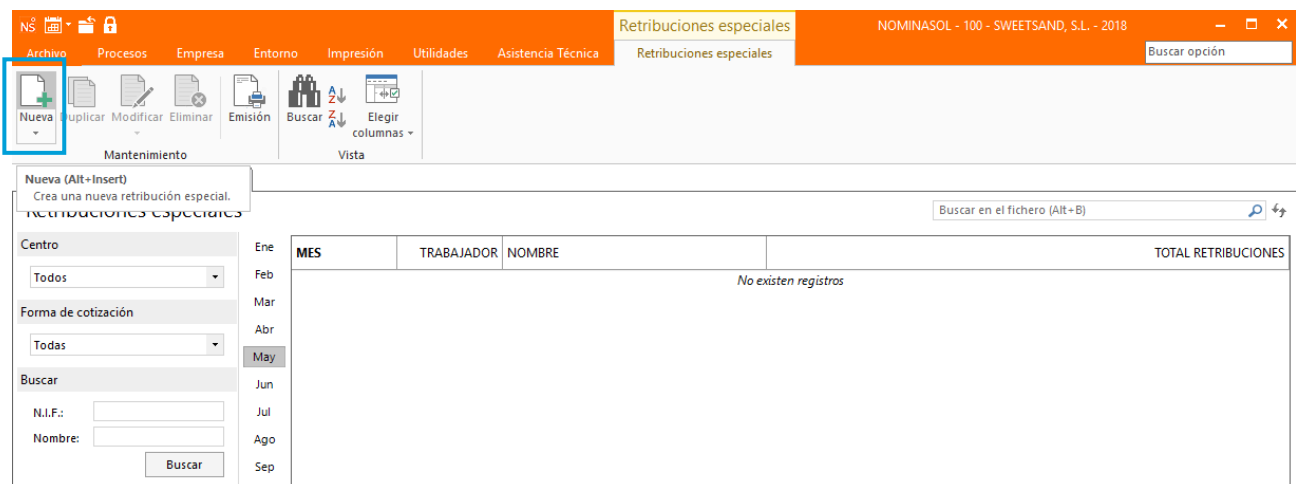 NS Retribuciones especiales NOMINASOL - 100 - SWEETSAND, S.L. - 2018
Archivo Procesos Empresa Entorno Impresión Utilidades Asistencia Técnica Retribuciones especiales Buscar opción
Nueva Duplicar Modificar Eliminar Emisión Buscar Elegir columnas
Mantenimiento Vista
Nueva (Alt+Insert)
Crea una nueva retribución especial.
Retribuciones especiales Buscar en el fichero (Alt+B)
Centro Ene MES TRABAJADOR NOMBRE TOTAL RETRIBUCIONES
Todos Feb No existen registros
Forma de cotización Mar
Abr
Todas May
Buscar Jun
N.I.F.: Jul
Nombre: Ago
Buscar Sep